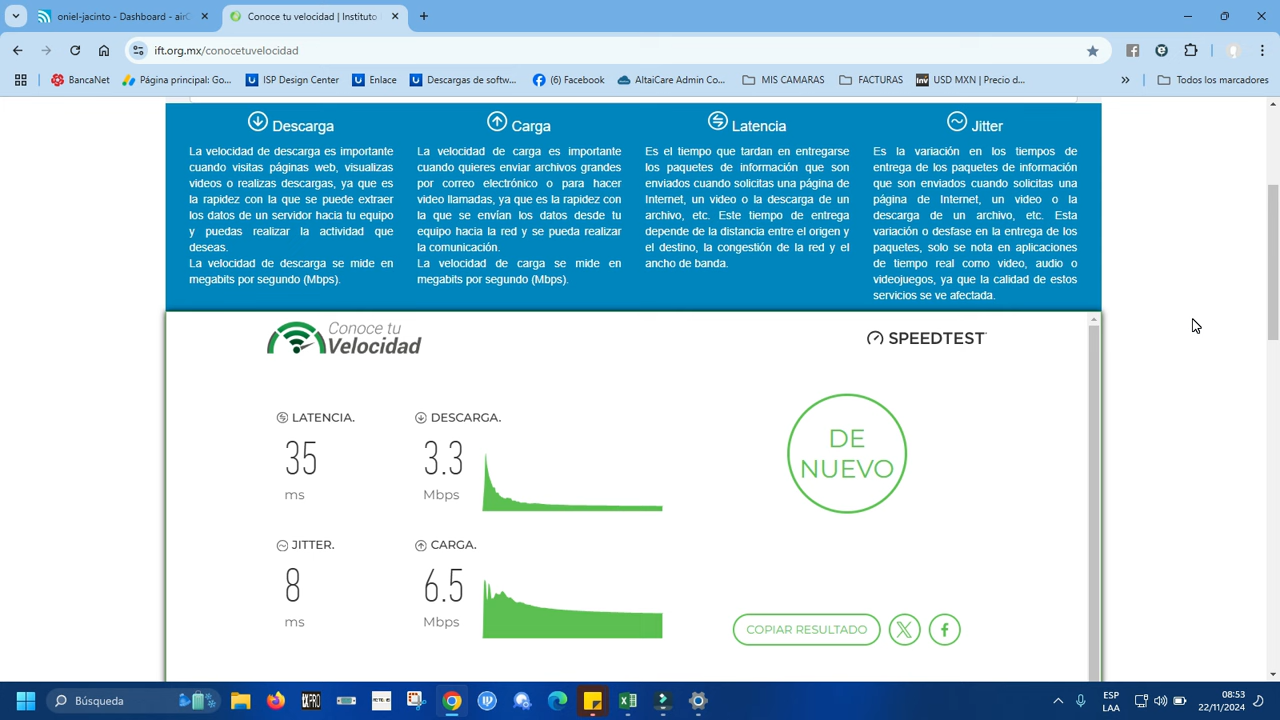 oniel-jacinto - Dashboard - airC
Conoce tu velocidad | Instituto
ift.org.mx/conocetuvelocidad
BancaNet
Página principal: Go...
ISP Design Center
Enlace
Descargas de softw...
(6) Facebook
AltaiCare Admin Co...
MIS CAMARAS
FACTURAS
Inv
USD MXN | Precio d...
»
Todos los marcadores
Descarga
La velocidad de descarga es importante
cuando visitas páginas web, visualizas
videos o realizas descargas, ya que es
la rapidez con la que se puede extraer
los datos de un servidor hacia tu equipo
y puedas realizar la actividad que
deseas.
La velocidad de descarga se mide en
megabits por segundo (Mbps).
Carga
La velocidad de carga es importante
cuando quieres enviar archivos grandes
por correo electrónico o para hacer
video llamadas, ya que es la rapidez con
la que se envían los datos desde tu
equipo hacia la red y se pueda realizar
la comunicación.
La velocidad de carga se mide en
megabits por segundo (Mbps).
Latencia
Es el tiempo que tardan en entregarse
los paquetes de información que son
enviados cuando solicitas una página de
Internet, un video o la descarga de un
archivo, etc. Este tiempo de entrega
depende de la distancia entre el origen y
el destino, la congestión de la red y el
ancho de banda.
Jitter
Es la variación en los tiempos de
entrega de los paquetes de información
que son enviados cuando solicitas una
página de Internet, un video o la
descarga de un archivo, etc. Esta
variación o desfase en la entrega de los
paquetes, solo se nota en aplicaciones
de tiempo real como video, audio o
videojuegos, ya que la calidad de estos
servicios se ve afectada.
Conoce tu
Velocidad
SPEEDTEST
LATENCIA.
35
ms
DESCARGA.
3.3
Mbps
DE
NUEVO
JITTER.
8
ms
CARGA.
6.5
Mbps
COPIAR RESULTADO
Búsqueda
ESP
LAA
08:53
22/11/2024